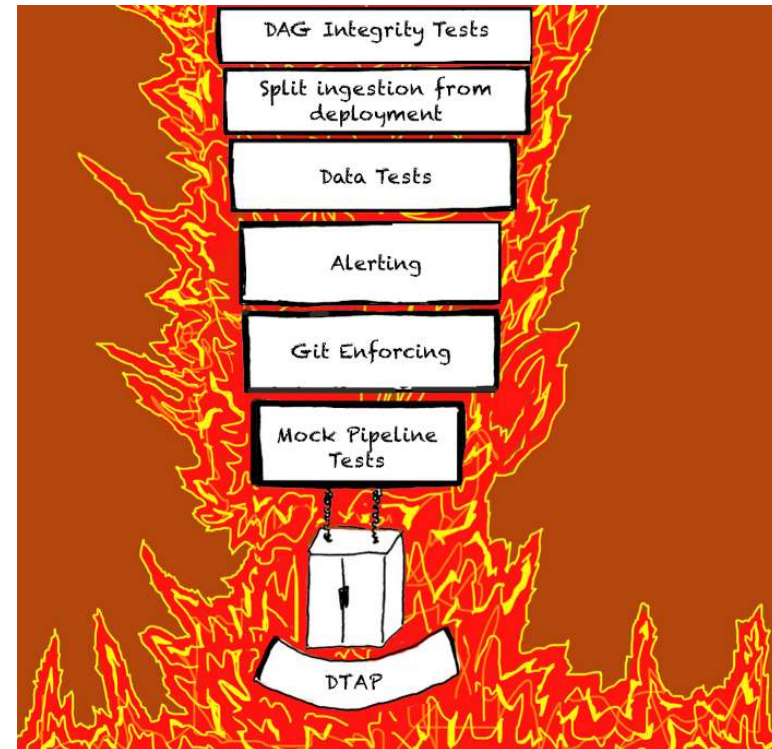 DAG Integrity Tests
Split ingestion from
deployment
Data Tests
Alerting
Git Enforcing
Mock Pipeline
Tests
DTAP